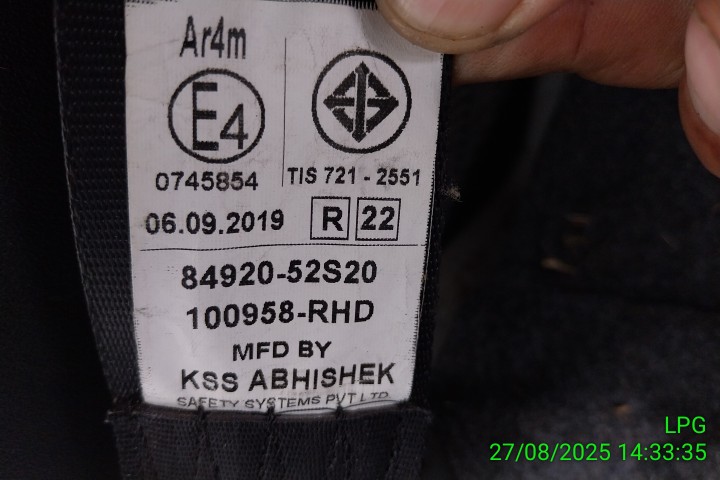 Ar4m
E4
0745854
TIS 721 - 2551
06.09.2019 R 22
84920-52S20
100958-RHD
MFD BY
KSS ABHISHEK
SAFETY SYSTEMS PVT LTD.
LPG
27/08/2025 14:33:35